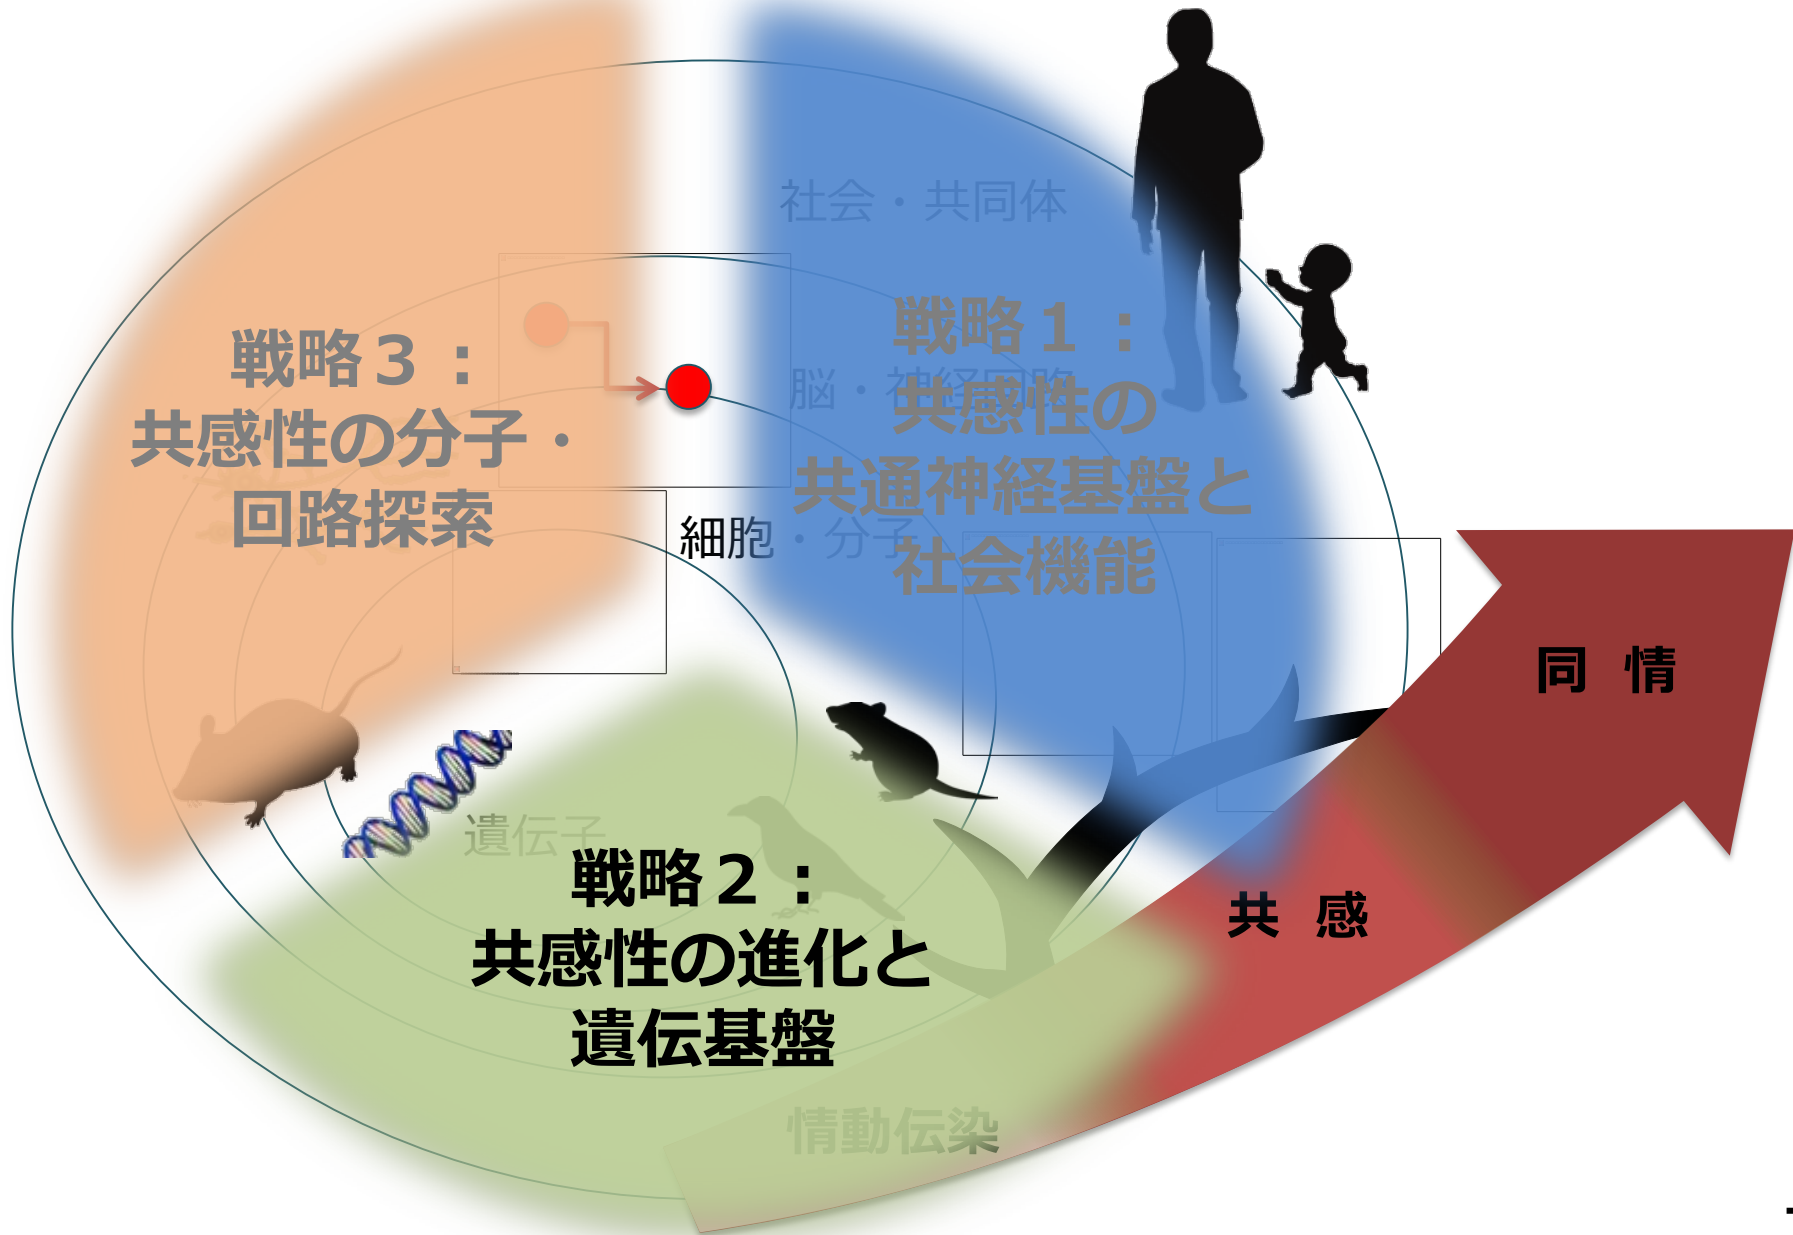 社会・共同体
戦略１：
共感性の
共通神経基盤と
社会機能
脳・神経回路
戦略３：
共感性の分子・
回路探索
細胞・分子
同 情
遺伝子
戦略２：
共感性の進化と
遺伝基盤
共 感
情動伝染